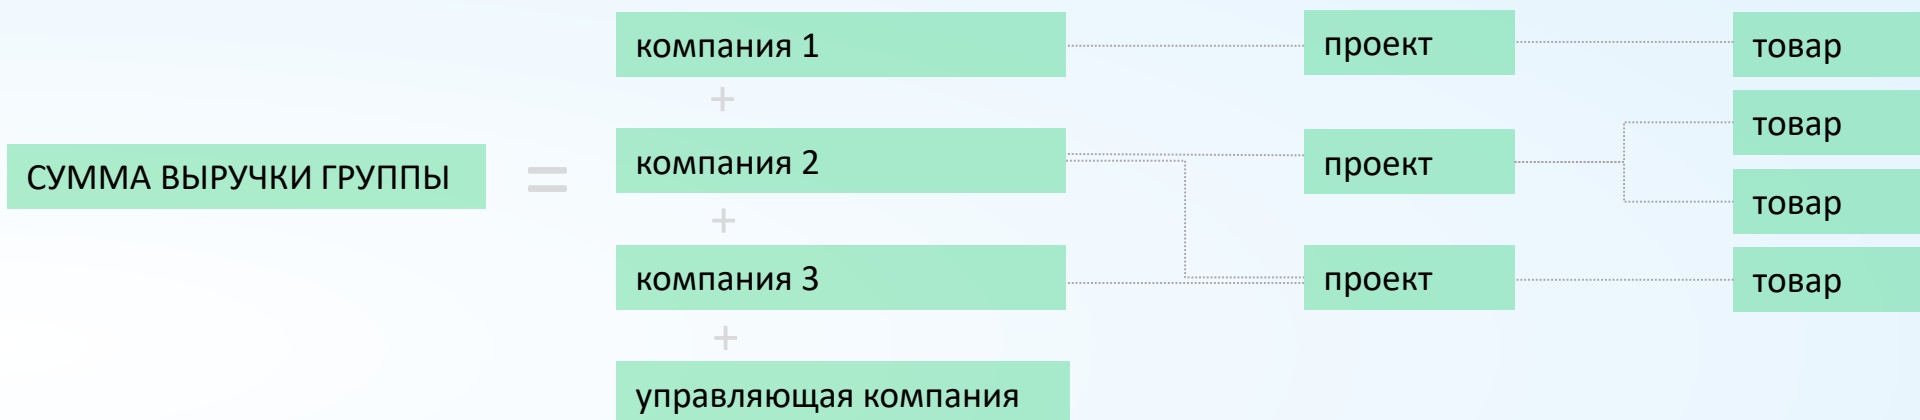 компания 1
проект
товар
+
товар
СУММА ВЫРУЧКИ ГРУППЫ
=
компания 2
проект
товар
+
компания 3
проект
товар
+
управляющая компания